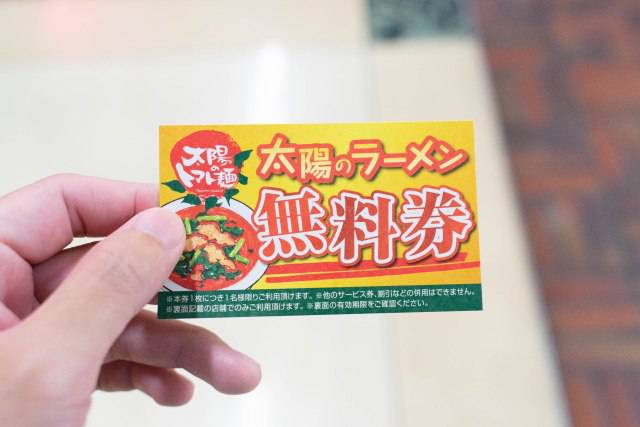 太陽の
トマト麺
太陽のラーメン
無料券
※本券1枚につき1名様限りご利用頂けます。※他のサービス券、割引などの併用はできません。
※裏面記載の店舗でのみご利用頂けます。※裏面の有効期限をご確認ください。